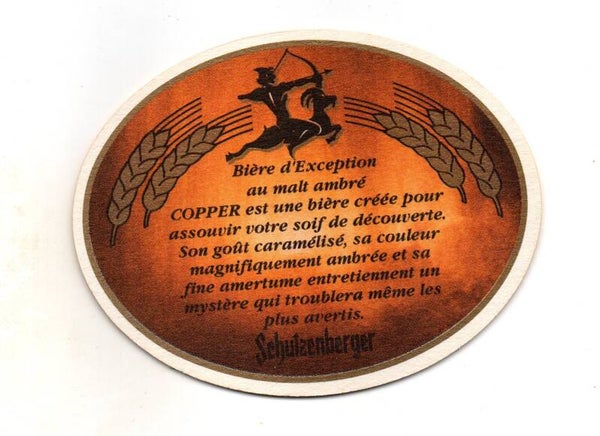 Bière d'Exception
au malt ambré
COPPER est une bière créée pour
assouvir votre soif de découverte.
Son goût caramélisé, sa couleur
magnifiquement ambrée et sa
fine amertume entretiennent un
mystère qui troublera même les
plus avertis.
Schutzenberger